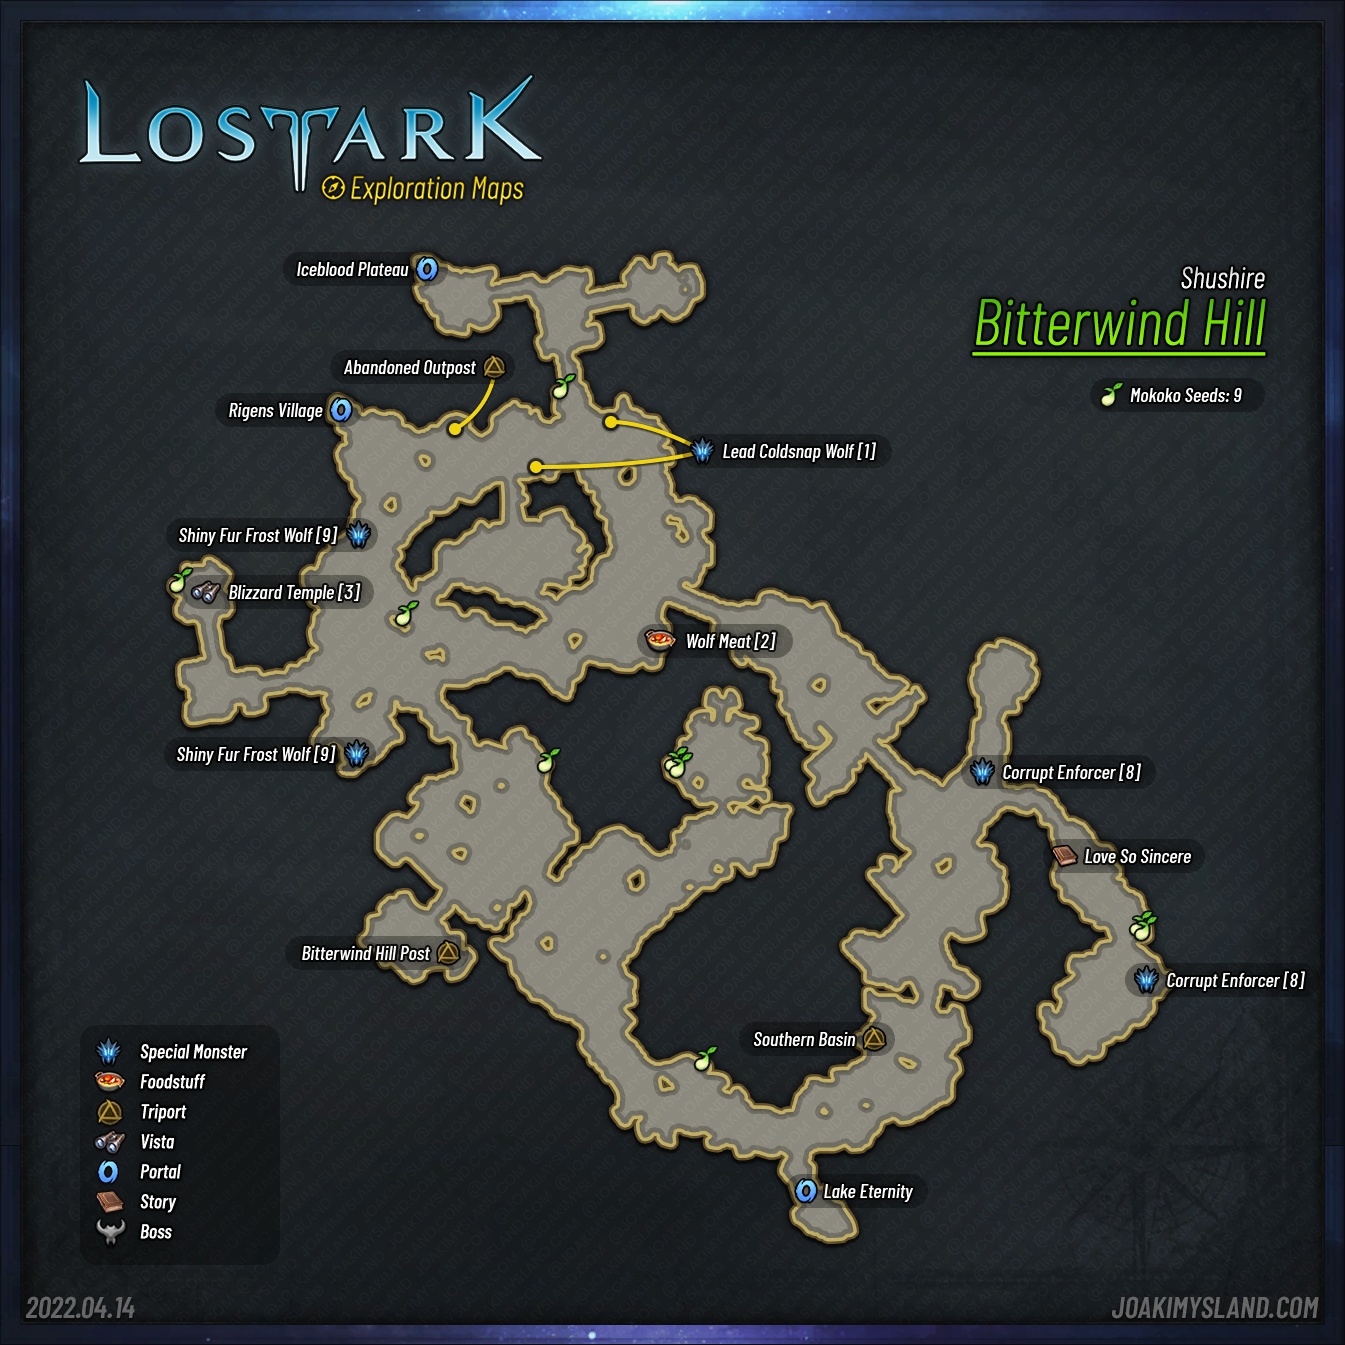 LOSTARK
Exploration Maps
Iceblood Plateau
Shushire
Bitterwind Hill
Mokoko Seeds: 9
Abandoned Outpost
Rigens Village
Lead Coldsnap Wolf [1]
Shiny Fur Frost Wolf [9]
Blizzard Temple [3]
Wolf Meat [2]
Shiny Fur Frost Wolf [9]
Corrupt Enforcer [8]
Love So Sincere
Bitterwind Hill Post
Corrupt Enforcer [8]
Southern Basin
Lake Eternity
Special Monster
Foodstuff
Triport
Vista
Portal
Story
Boss
2022.04.14
JOAKIMYSLAND.COM